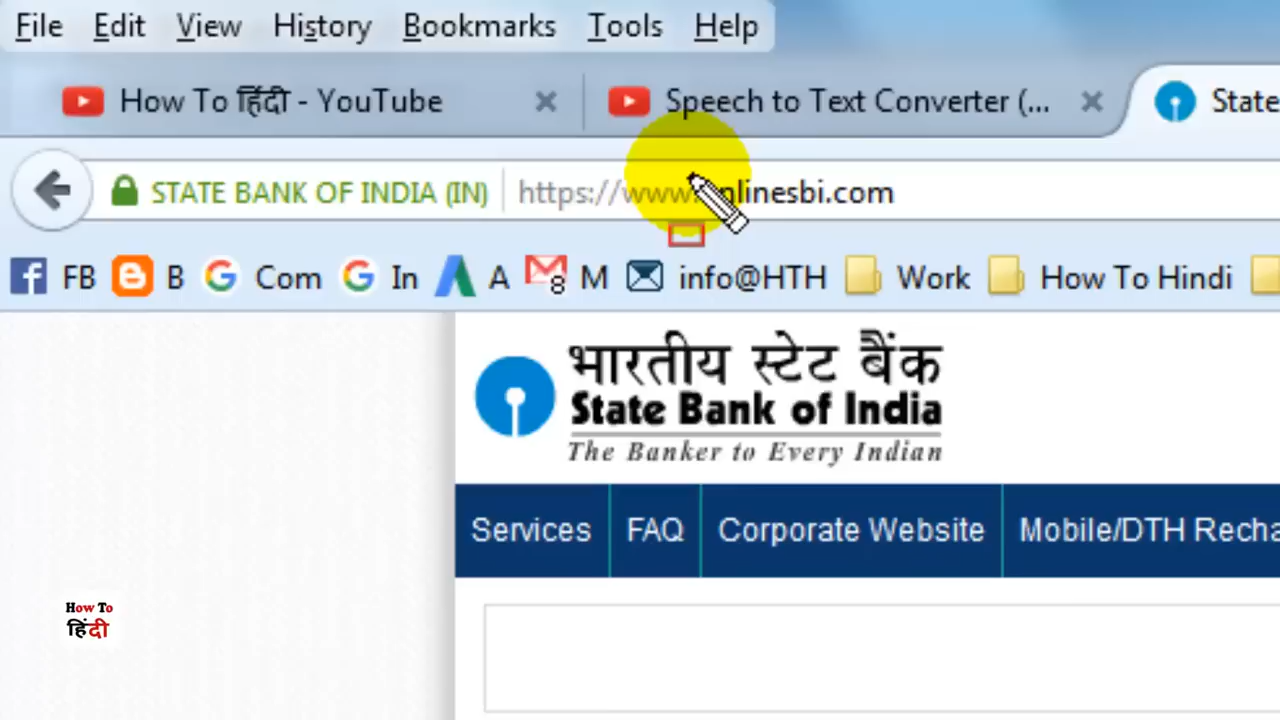 File Edit View History Bookmarks Tools Help
How To हिंदी - YouTube
Speech to Text Converter (...
State
STATE BANK OF INDIA (IN)
https://www.onlinesbi.com
FB B Com In A 8 M info@HTH Work How To Hindi
भारतीय स्टेट बैंक
State Bank of India
The Banker to Every Indian
Services FAQ Corporate Website Mobile/DTH Recha
How To
हिंदी